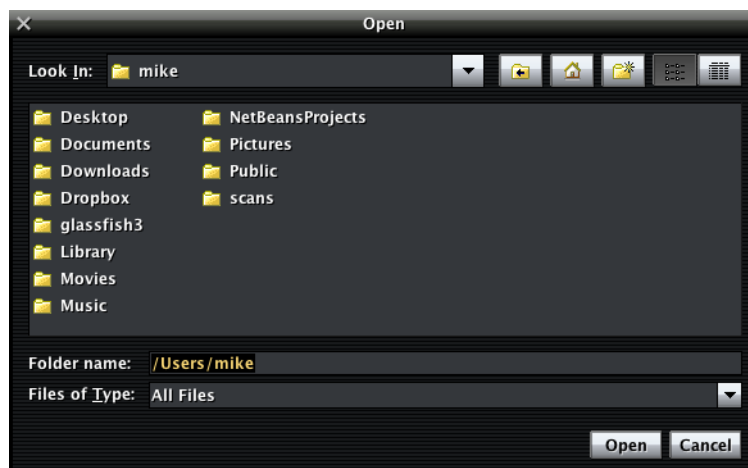 Open
Look In: mike
Desktop
Documents
Downloads
Dropbox
glassfish3
Library
Movies
Music
NetBeansProjects
Pictures
Public
scans
Folder name: /Users/mike
Files of Type: All Files
Open Cancel